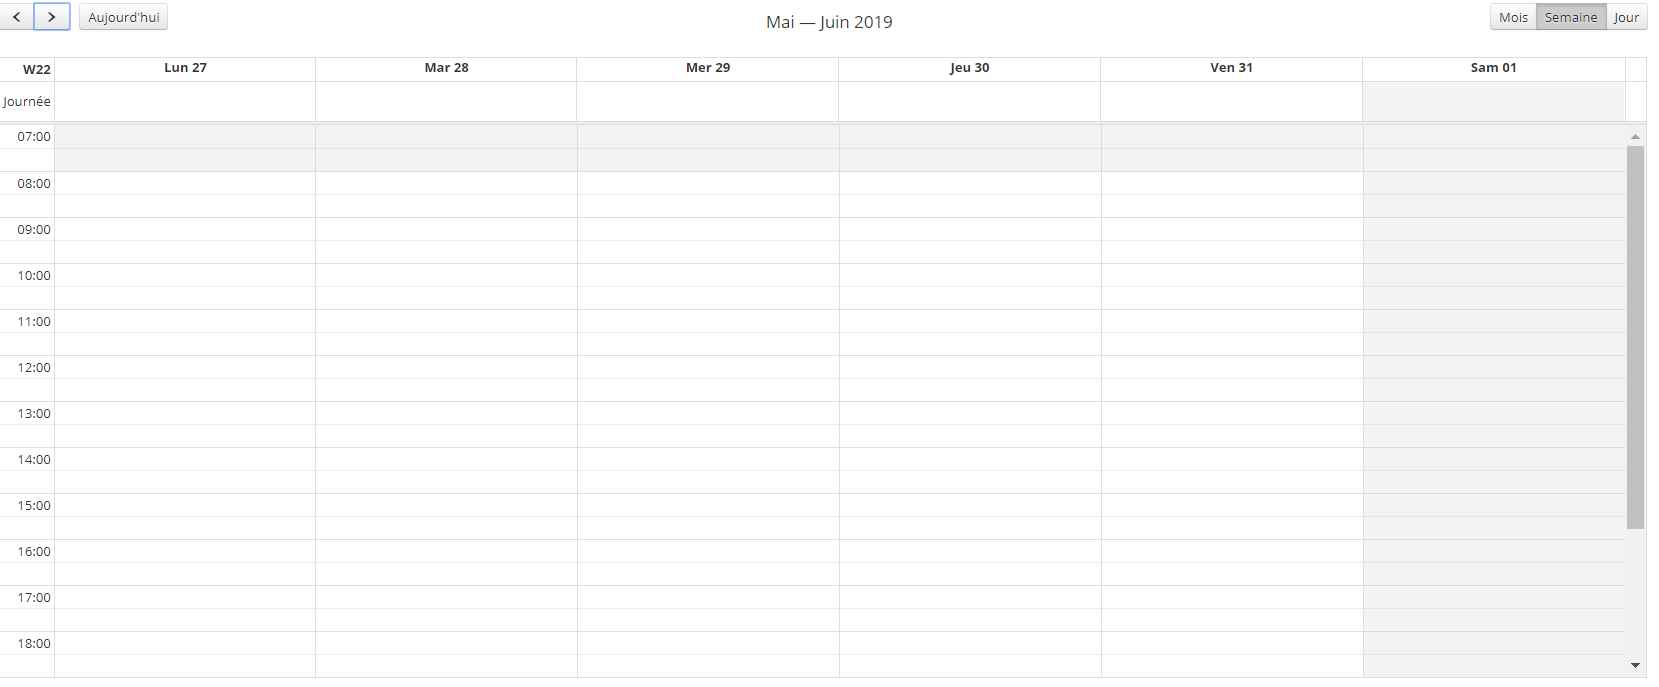 Aujourd'hui
Mai — Juin 2019
Mois Semaine Jour
W22 Lun 27 Mar 28 Mer 29 Jeu 30 Ven 31 Sam 01
Journée
07:00
08:00
09:00
10:00
11:00
12:00
13:00
14:00
15:00
16:00
17:00
18:00